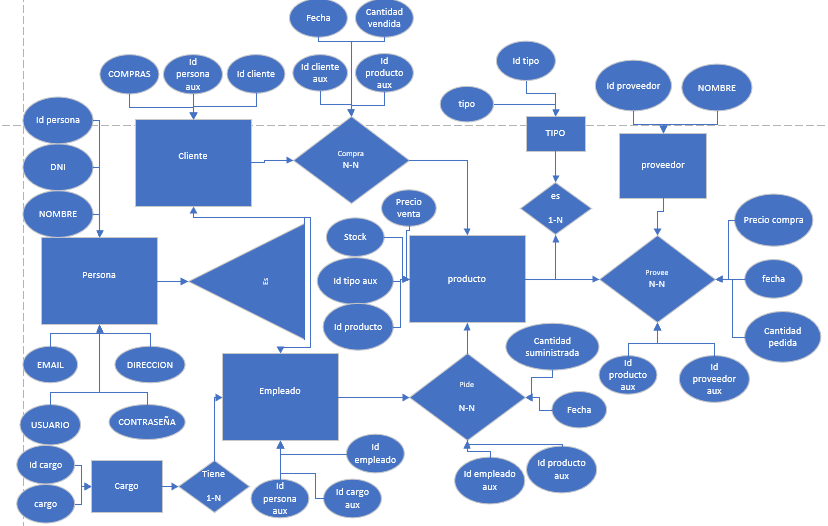 Fecha
Cantidad
vendida
COMPRAS
Id
persona
aux
Id cliente
Id cliente
aux
Id
producto
aux
Id tipo
tipo
Id proveedor
NOMBRE
Id persona
DNI
NOMBRE
Cliente
Compra
N-N
TIPO
proveedor
es
1-N
Precio
venta
Stock
Id tipo aux
Id producto
Persona
Es
producto
Provee
N-N
Precio compra
fecha
Cantidad
pedida
EMAIL
DIRECCION
USUARIO
CONTRASEÑA
Empleado
Pide
N-N
Cantidad
suministrada
Fecha
Id
producto
aux
Id
proveedor
aux
Id cargo
cargo
Cargo
Tiene
1-N
Id
empleado
Id
persona
aux
Id cargo
aux
Id empleado
aux
Id producto
aux